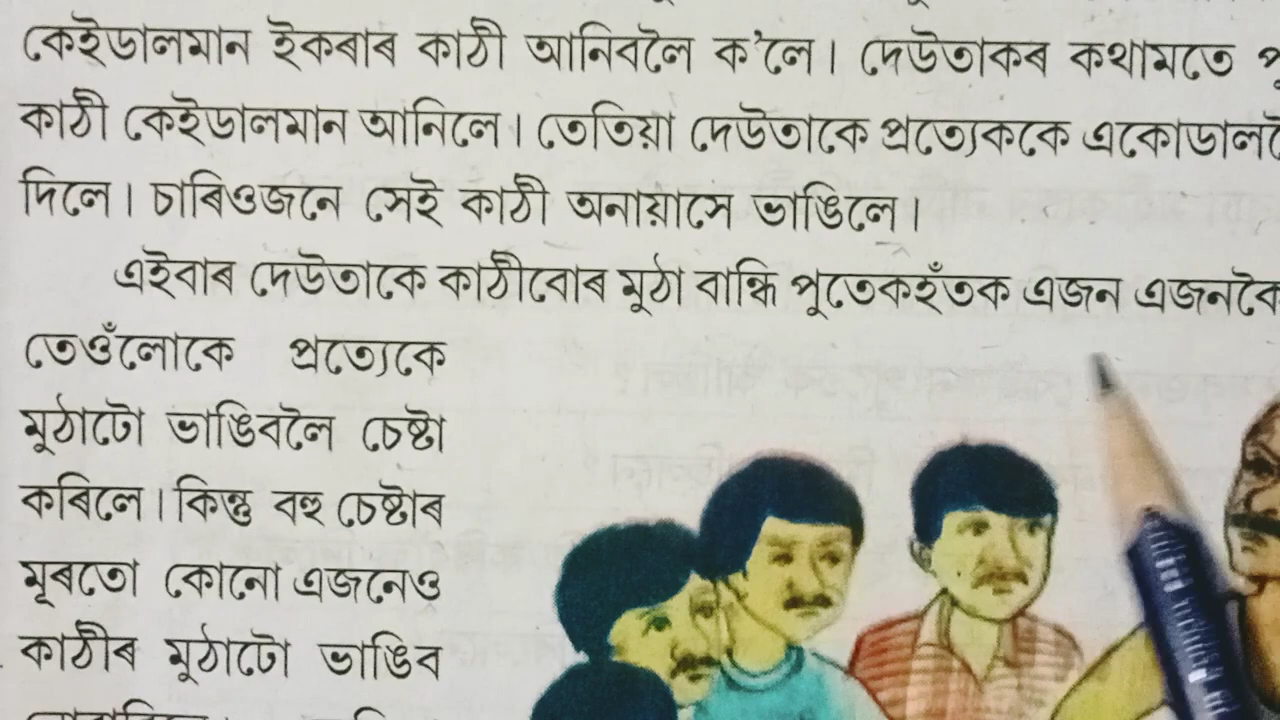 কেইডালমান ইকৰাৰ কাঠী আনিবলৈ ক’লে। দেউতাকৰ কথামতে
কাঠী কেইডালমান আনিলে। তেতিয়া দেউতাকে প্ৰত্যেককে একোডালকৈ
দিলে। চাৰিওজনে সেই কাঠী অনায়াসে ভাঙিলে।
এইবাৰ দেউতাকে কাঠীবোৰ মুঠা বান্ধি পুতেকহঁতক এজন এজনকৈ
তেওঁলোকে প্ৰত্যেকে
মুঠাটো ভাঙিবলৈ চেষ্টা
কৰিলে। কিন্তু বহু চেষ্টাৰ
মূৰতো কোনো এজনেও
কাঠীৰ মুঠাটো ভাঙিব